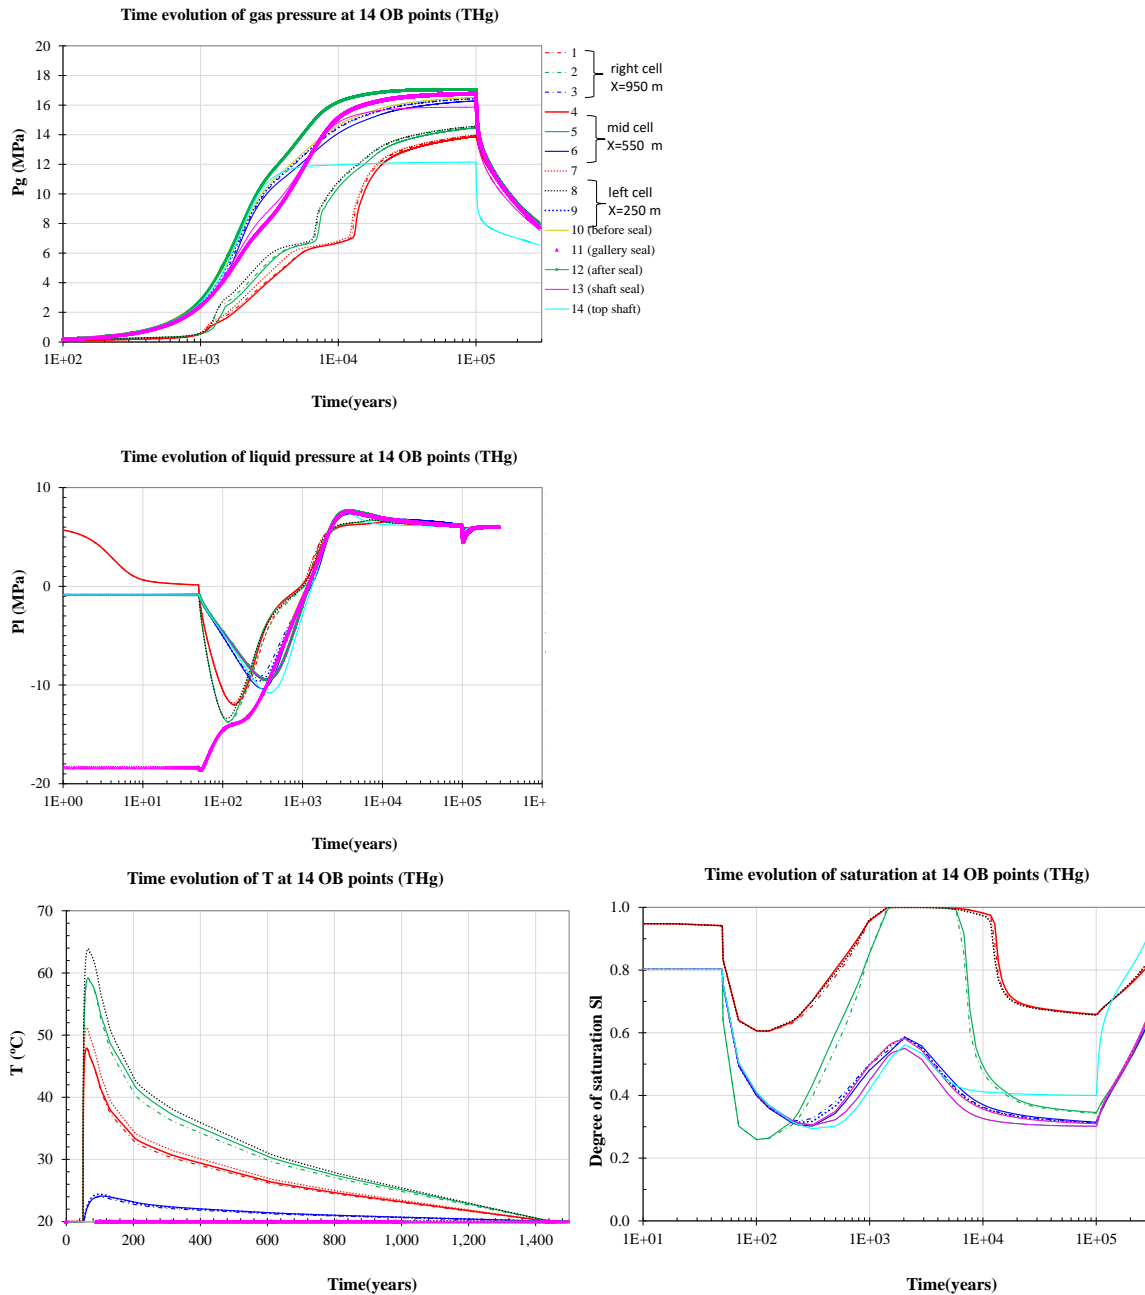 Time evolution of gas pressure at 14 OB points (THg)
Pg (MPa)
20
18
16
14
12
10
8
6
4
2
0
1E+02 1E+03 1E+04 1E+05
Time(years)
1
2
3
right cell
X=950 m
4
5
6
mid cell
X=550 m
7
8
9
left cell
X=250 m
10 (before seal)
11 (gallery seal)
12 (after seal)
13 (shaft seal)
14 (top shaft)
Time evolution of liquid pressure at 14 OB points (THg)
Pl (MPa)
10
0
-10
-20
1E+00 1E+01 1E+02 1E+03 1E+04 1E+05 1E+
Time(years)
Time evolution of T at 14 OB points (THg)
T (ºC)
70
60
50
40
30
20
0 200 400 600 800 1,000 1,200 1,400
Time(years)
Time evolution of saturation at 14 OB points (THg)
Degree of saturation Sl
1.0
0.8
0.6
0.4
0.2
0.0
1E+01 1E+02 1E+03 1E+04 1E+05
Time(years)